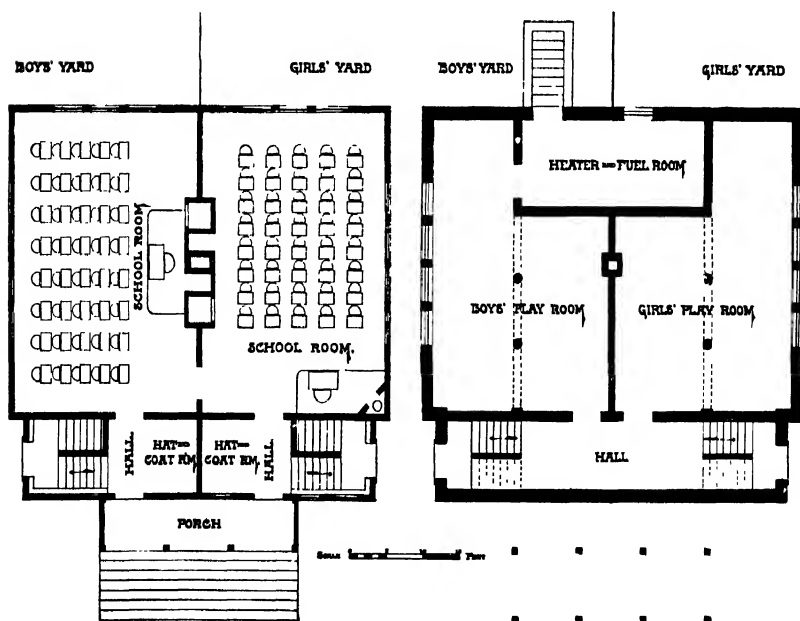 BOYS' YARD
GIRLS' YARD
SCHOOL ROOM
SCHOOL ROOM.
HALL.
HAT AND
COAT RM.
HAT AND
COAT RM.
HALL.
PORCH
BOYS' YARD
GIRLS' YARD
HEATER AND FUEL ROOM
BOYS' PLAY ROOM
GIRLS' PLAY ROOM
HALL
SCALE FEET